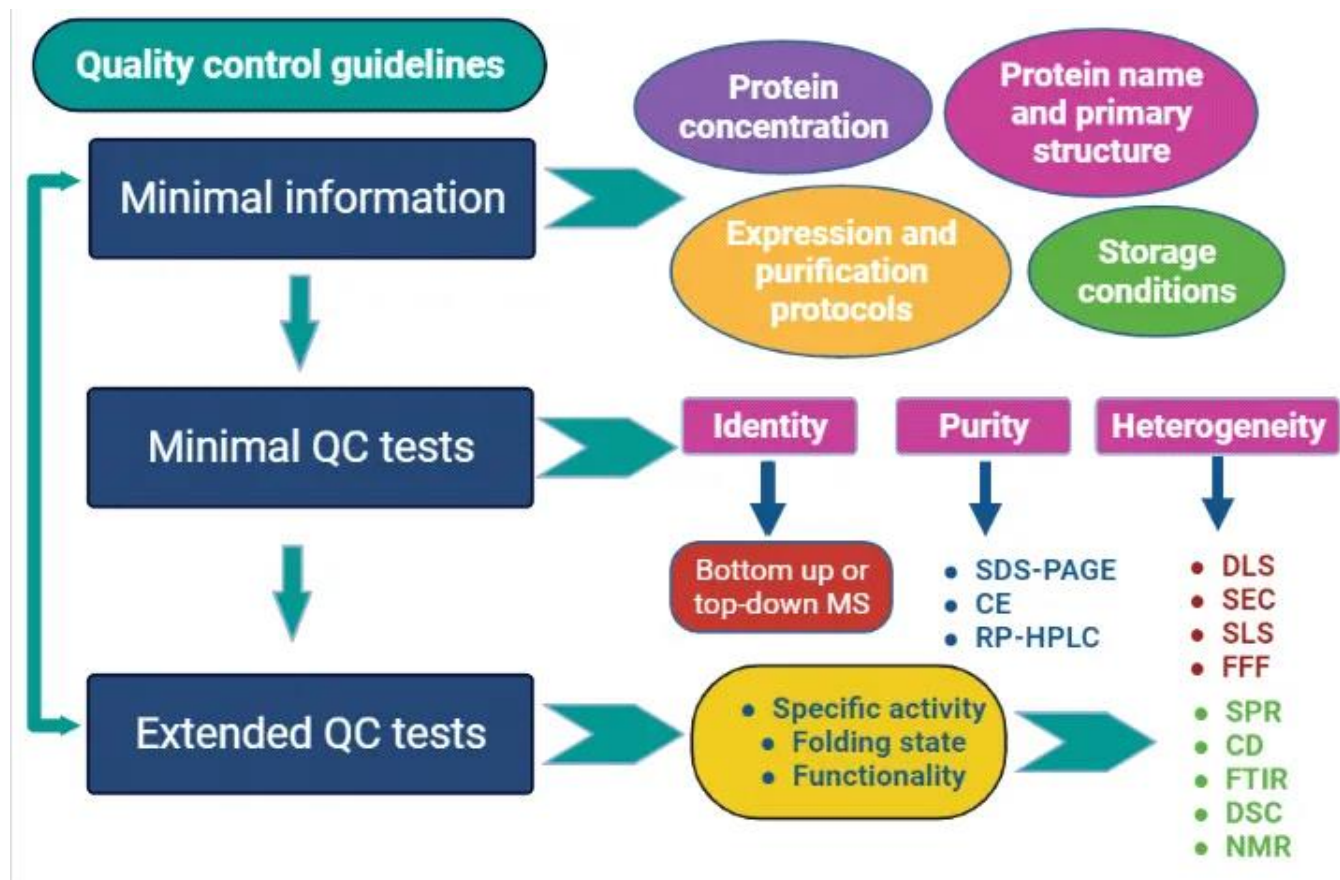 Quality control guidelines
Minimal information
Protein
concentration
Protein name
and primary
structure
Expression and
purification
protocols
Storage
conditions
Minimal QC tests
Identity
Purity
Heterogeneity
Bottom up or
top-down MS
• SDS-PAGE
• CE
• RP-HPLC
• DLS
• SEC
• SLS
• FFF
Extended QC tests
• Specific activity
• Folding state
• Functionality
• SPR
• CD
• FTIR
• DSC
• NMR